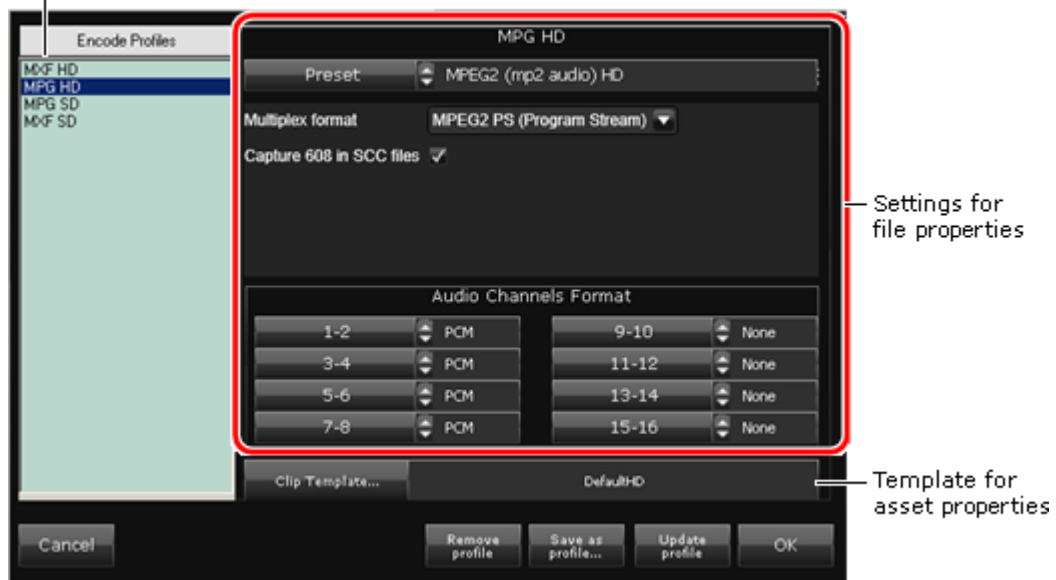 Encode Profiles
MXF HD
MPG HD
MPG SD
MXF SD
MPG HD
Preset MPEG2 (mp2 audio) HD
Multiplex format MPEG2 PS (Program Stream)
Capture 608 in SCC files
Audio Channels Format
1-2 PCM 9-10 None
3-4 PCM 11-12 None
5-6 PCM 13-14 None
7-8 PCM 15-16 None
Clip Template... DefaultHD
Cancel
Remove
profile
Save as
profile...
Update
profile
OK
Settings for
file properties
Template for
asset properties